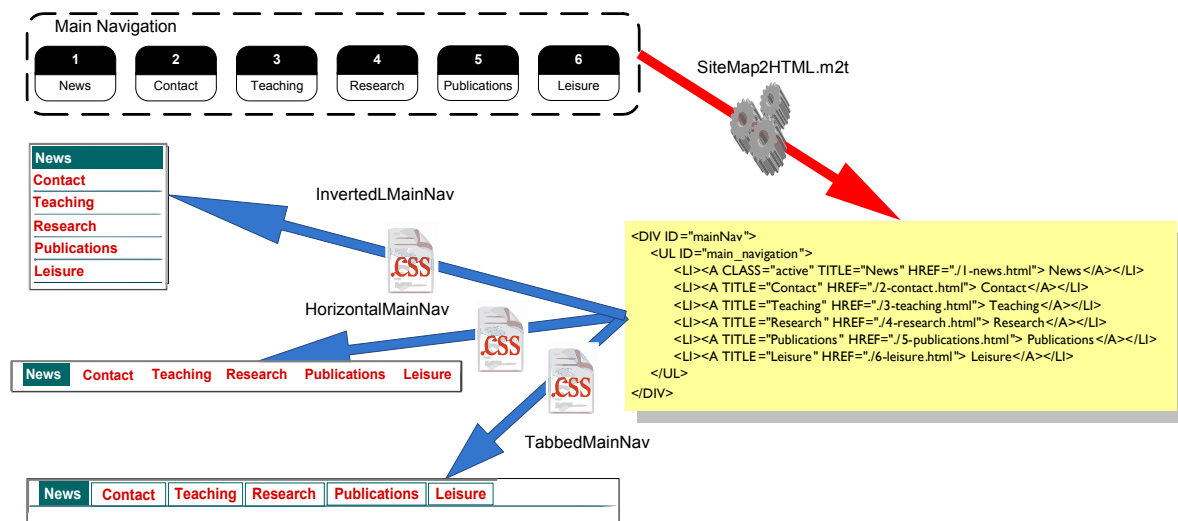 Main Navigation
1 2 3 4 5 6
News Contact Teaching Research Publications Leisure
SiteMap2HTML.m2t
News
Contact
Teaching
Research
Publications
Leisure
InvertedLMainNav
.CSS
HorizontalMainNav
.CSS
News Contact Teaching Research Publications Leisure
.CSS
TabbedMainNav
News Contact Teaching Research Publications Leisure
<DIV ID="mainNav">
<UL ID="main_navigation">
<LI><A CLASS="active" TITLE="News" HREF="./1-news.html"> News</A></LI>
<LI><A TITLE="Contact" HREF="./2-contact.html"> Contact</A></LI>
<LI><A TITLE="Teaching" HREF="./3-teaching.html"> Teaching</A></LI>
<LI><A TITLE="Research" HREF="./4-research.html"> Research</A></LI>
<LI><A TITLE="Publications" HREF="./5-publications.html"> Publications</A></LI>
<LI><A TITLE="Leisure" HREF="./6-leisure.html"> Leisure</A></LI>
</UL>
</DIV>